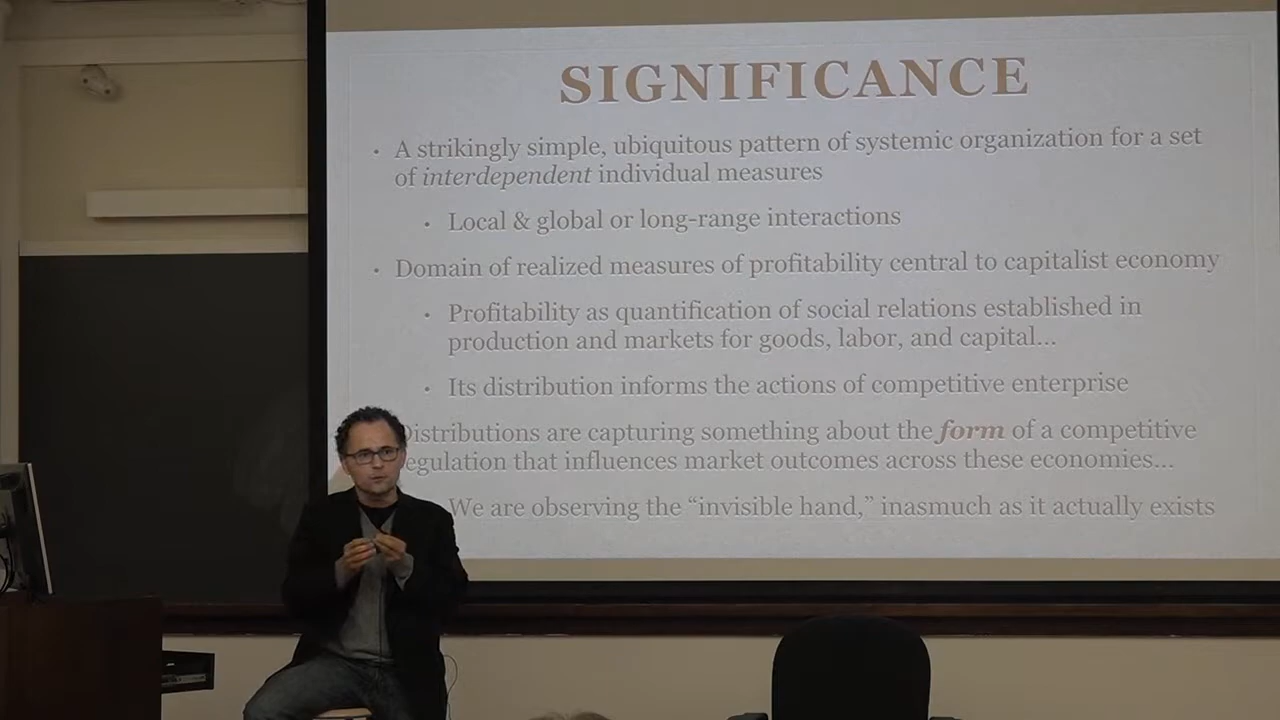 SIGNIFICANCE
• A strikingly simple, ubiquitous pattern of systemic organization for a set
of interdependent individual measures
• Local & global or long-range interactions
• Domain of realized measures of profitability central to capitalist economy
• Profitability as quantification of social relations established in
production and markets for goods, labor, and capital...
• Its distribution informs the actions of competitive enterprise
Distributions are capturing something about the form of a competitive
egulation that influences market outcomes across these economies...
We are observing the “invisible hand,” inasmuch as it actually exists